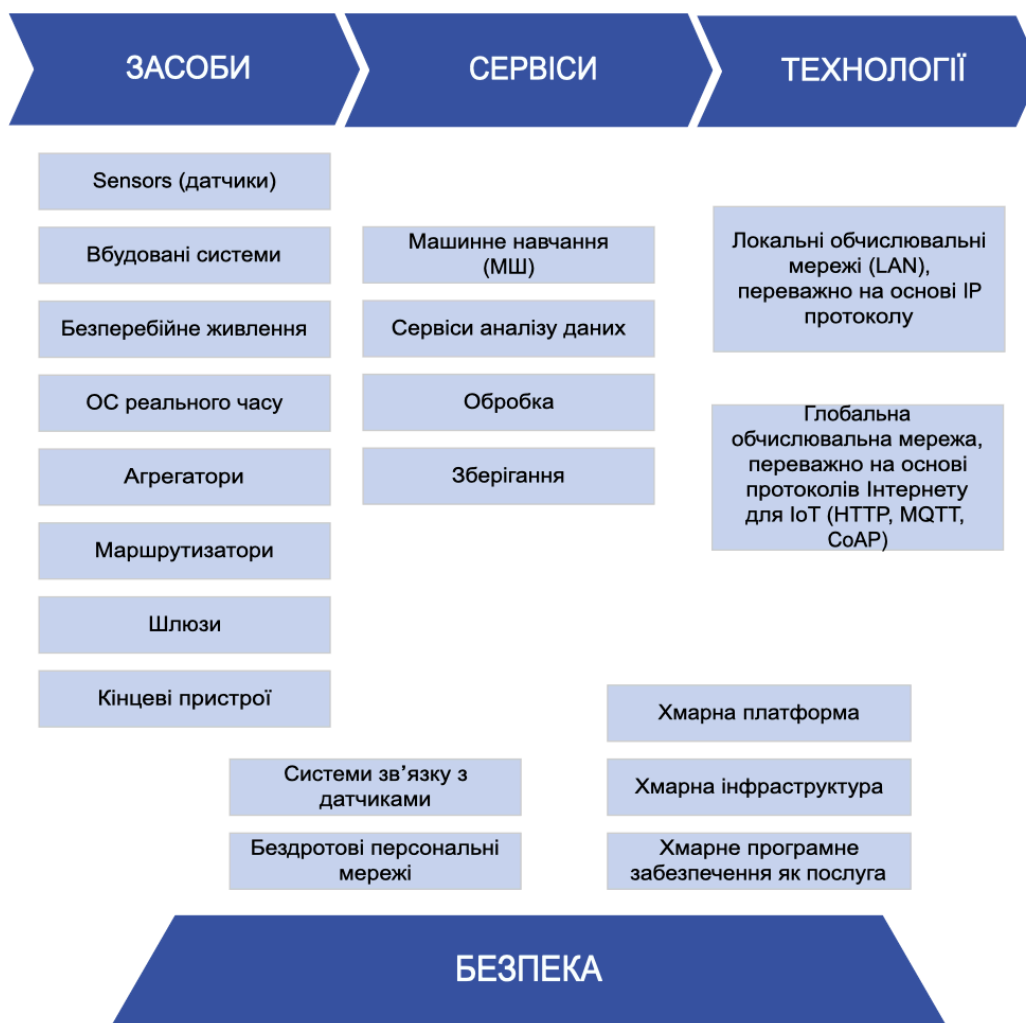 ЗАСОБИ
СЕРВІСИ
ТЕХНОЛОГІЇ
Sensors (датчики)
Вбудовані системи
Безперебійне живлення
ОС реального часу
Агрегатори
Маршрутизатори
Шлюзи
Кінцеві пристрої
Машинне навчання
(МШ)
Сервіси аналізу даних
Обробка
Зберігання
Локальні обчислювальні
мережі (LAN),
переважно на основі IP
протоколу
Глобальна
обчислювальна мережа,
переважно на основі
протоколів Інтернету
для IoT (HTTP, MQTT,
CoAP)
Системи зв’язку з
датчиками
Бездротові персональні
мережі
Хмарна платформа
Хмарна інфраструктура
Хмарне програмне
забезпечення як послуга
БЕЗПЕКА